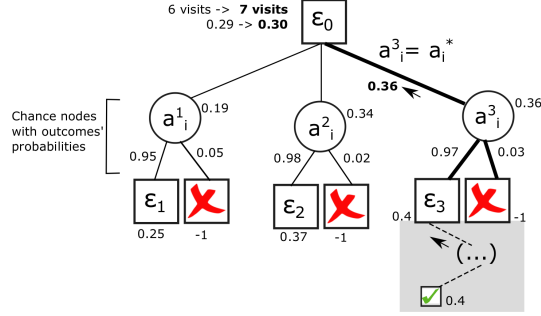 6 visits -> 7 visits
0.29 -> 0.30
ε₀
a³ᵢ = aᵢ*
0.36
Chance nodes
with outcomes'
probabilities
a¹ᵢ 0.19
a²ᵢ 0.34
a³ᵢ 0.36
0.95 0.05
0.98 0.02
0.97 0.03
ε₁
ε₂
ε₃
0.25 -1
0.37 -1
0.4 -1
(...)
0.4